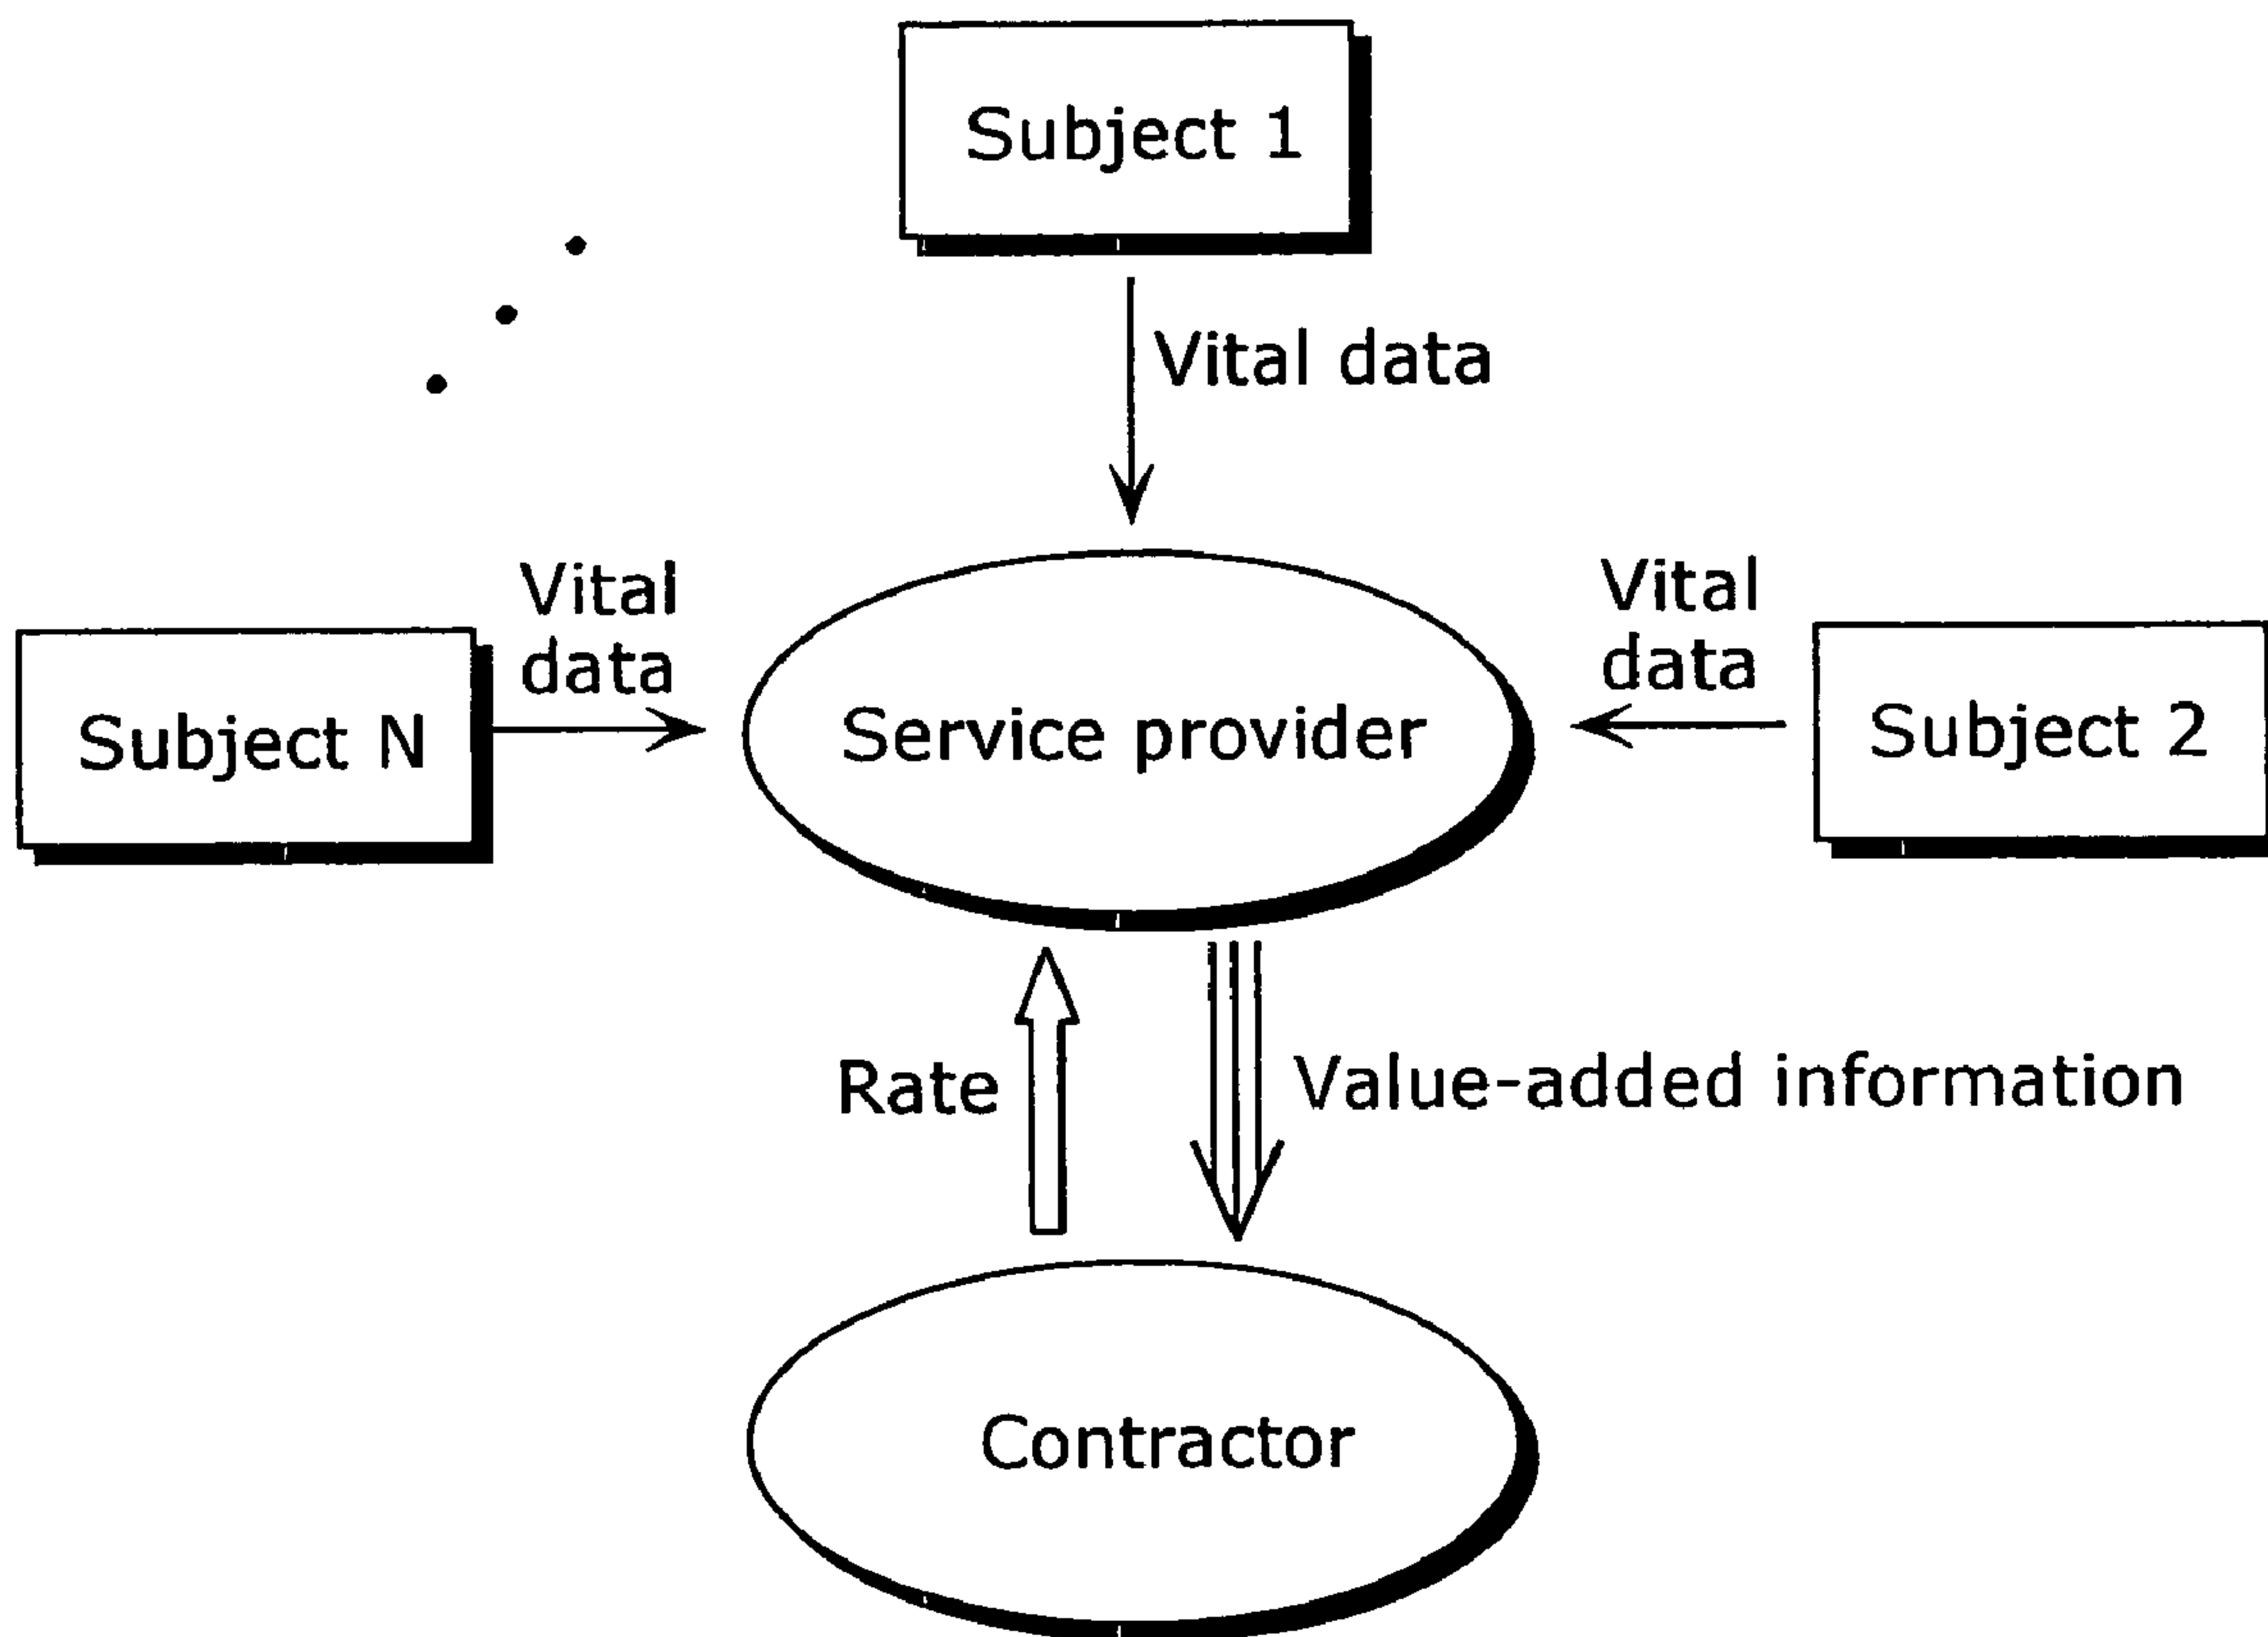 Subject 1
Vital data
Vital
data
Vital
data
Subject N
Service provider
Subject 2
Rate
Value-added information
Contractor